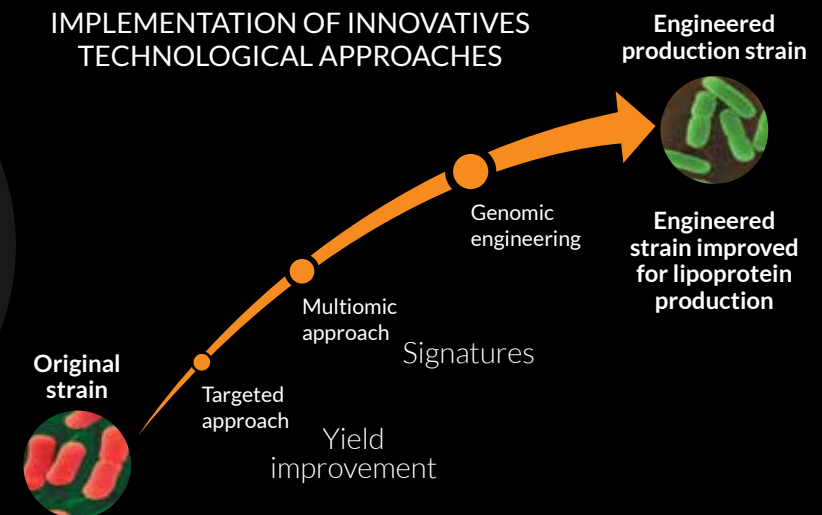 IMPLEMENTATION OF INNOVATIVES
TECHNOLOGICAL APPROACHES
Engineered
production strain
Genomic
engineering
Engineered
strain improved
for lipoprotein
production
Multiomic
approach
Signatures
Original
strain
Targeted
approach
Yield
improvement